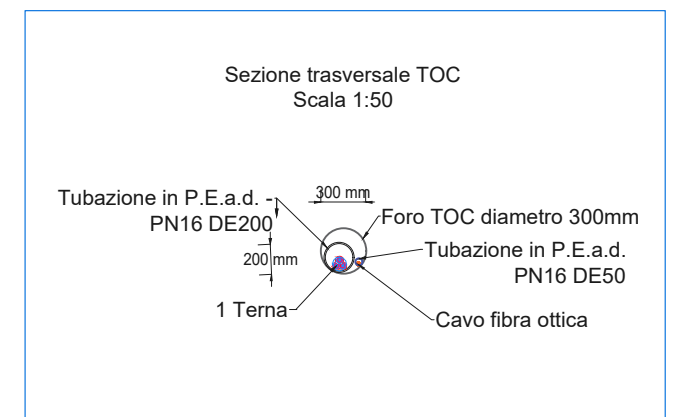 Sezione trasversale TOC
Scala 1:50
300 mm
Tubazione in P.E.a.d. -
PN16 DE200
Foro TOC diametro 300mm
200 mm
Tubazione in P.E.a.d.
PN16 DE50
1 Terna
Cavo fibra ottica